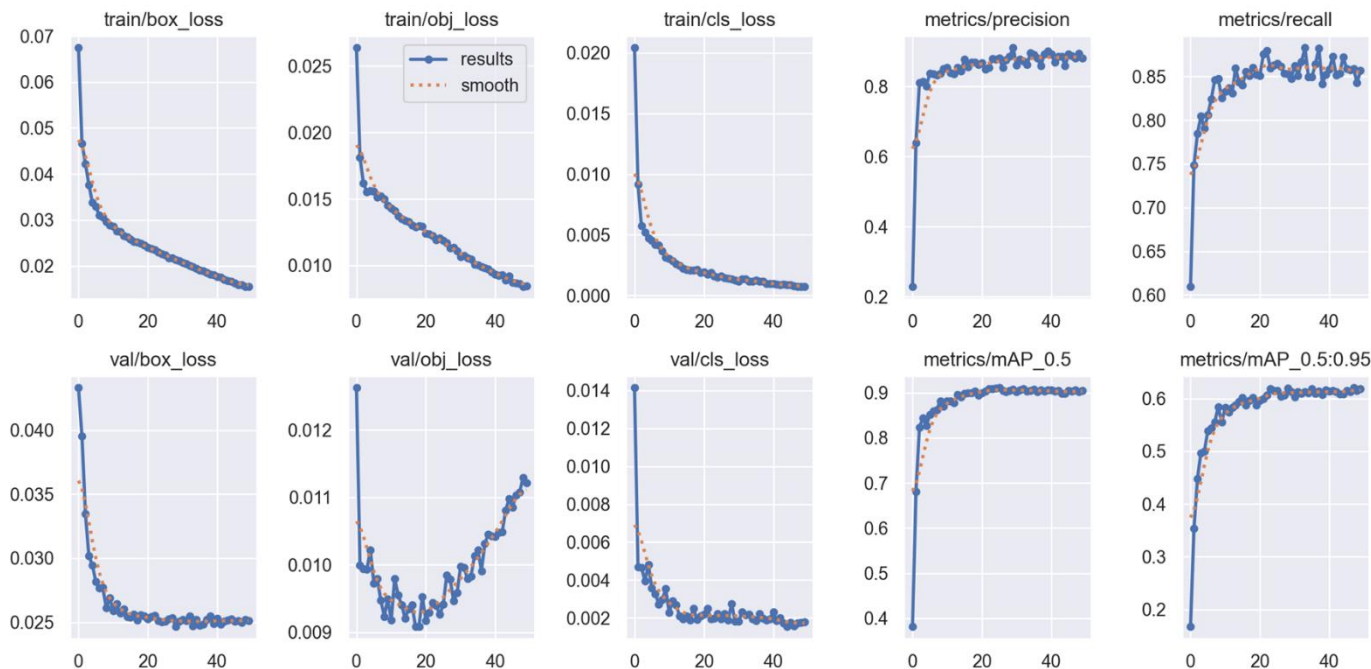 train/box_loss
train/obj_loss
train/cls_loss
metrics/precision
metrics/recall
0.07
0.06
0.05
0.04
0.03
0.02
0 20 40
results
smooth
0.025
0.020
0.015
0.010
0 20 40
0.020
0.015
0.010
0.005
0.000
0 20 40
0.8
0.6
0.4
0.2
0 20 40
0.85
0.80
0.75
0.70
0.65
0.60
0 20 40
val/box_loss
val/obj_loss
val/cls_loss
metrics/mAP_0.5
metrics/mAP_0.5:0.95
0.040
0.035
0.030
0.025
0 20 40
0.012
0.011
0.010
0.009
0 20 40
0.014
0.012
0.010
0.008
0.006
0.004
0.002
0 20 40
0.9
0.8
0.7
0.6
0.5
0.4
0 20 40
0.6
0.5
0.4
0.3
0.2
0 20 40